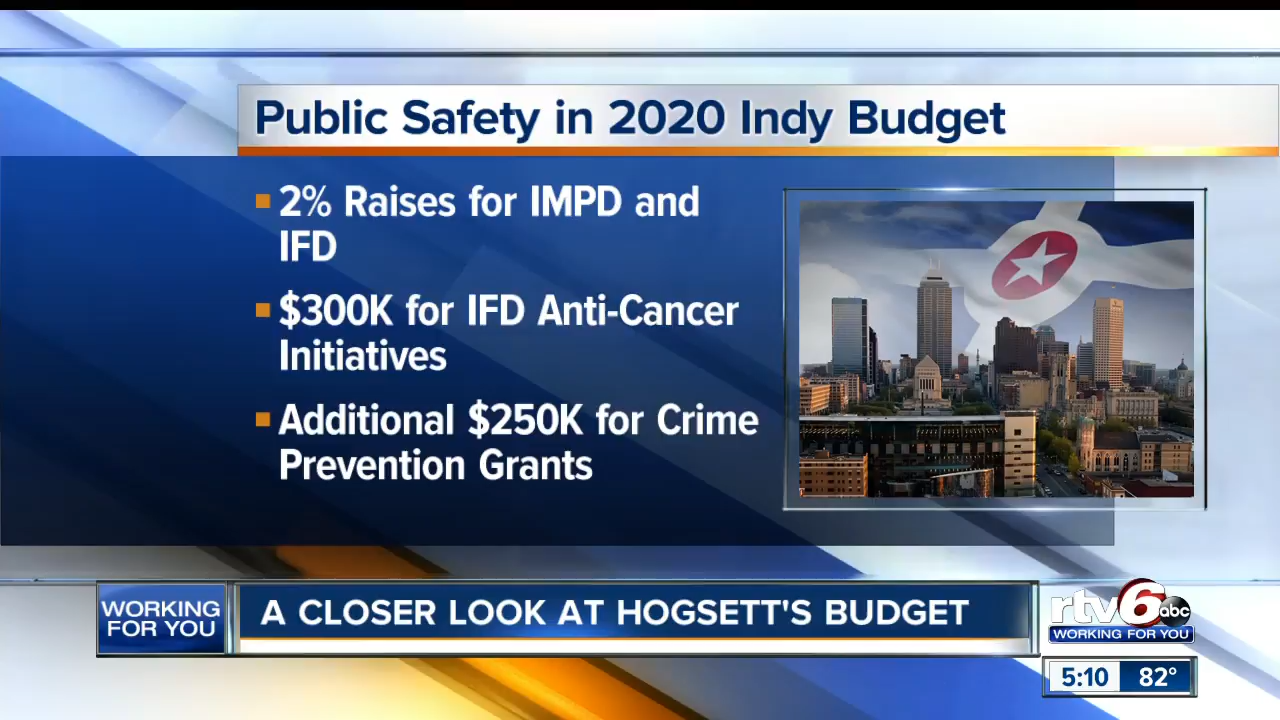 Public Safety in 2020 Indy Budget
2% Raises for IMPD and
IFD
$300K for IFD Anti-Cancer
Initiatives
Additional $250K for Crime
Prevention Grants
WORKING
FOR YOU
A CLOSER LOOK AT HOGSETT'S BUDGET
rtv6 abc
WORKING FOR YOU
5:10 82°